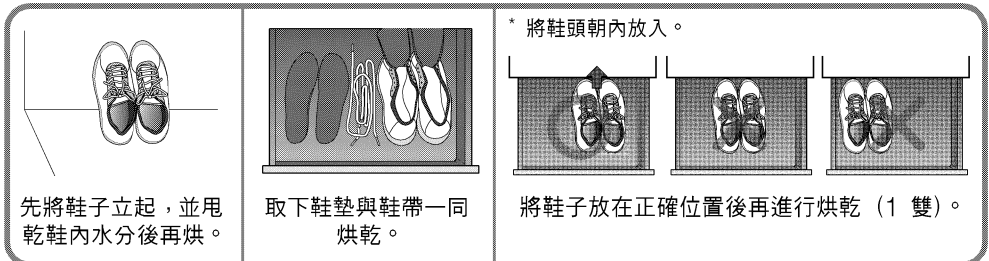 先將鞋子立起，並甩
乾鞋內水分後再烘。
取下鞋墊與鞋帶一同
烘乾。
* 將鞋頭朝內放入。
將鞋子放在正確位置後再進行烘乾 (1 雙)。